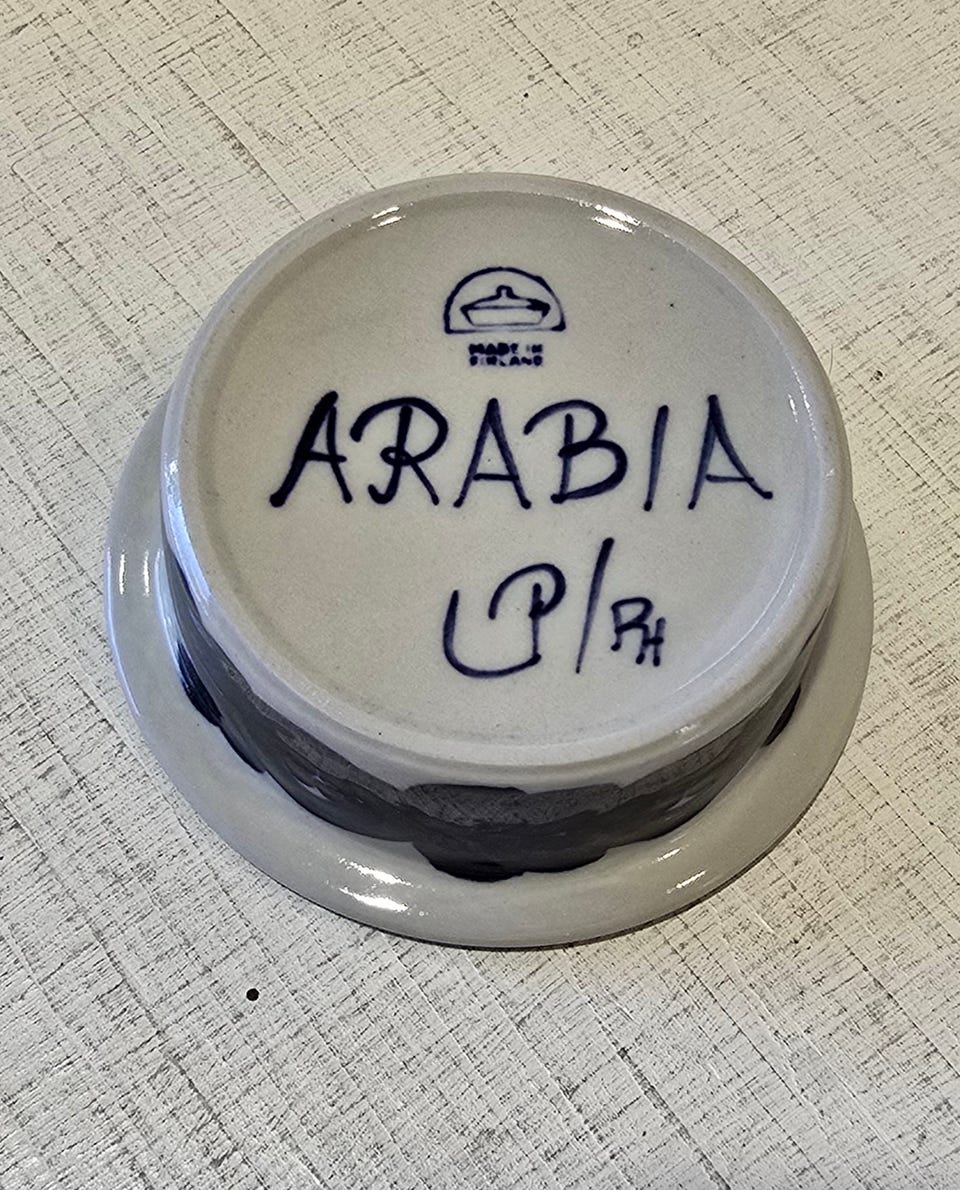 MADE IN
FINLAND
ARABIA
UP/RH